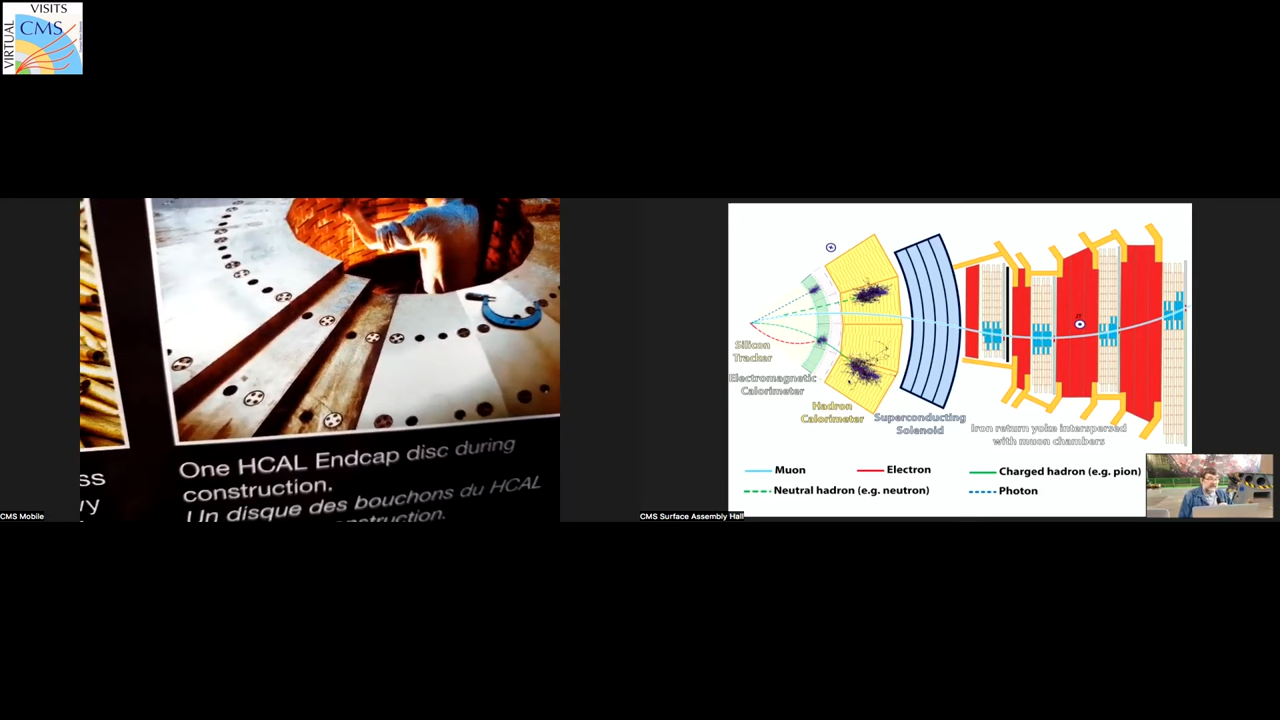 VISITS
CMS
VIRTUAL
ss
vy
One HCAL Endcap disc during
construction.
Un disque des bouchons du HCAL
construction.
CMS Mobile
Silicon
Tracker
Electromagnetic
Calorimeter
Hadron
Calorimeter
Superconducting
Solenoid
Iron return yoke interspersed
with muon chambers
Muon
Electron
Charged hadron (e.g. pion)
Neutral hadron (e.g. neutron)
Photon
CMS Surface Assembly Hall